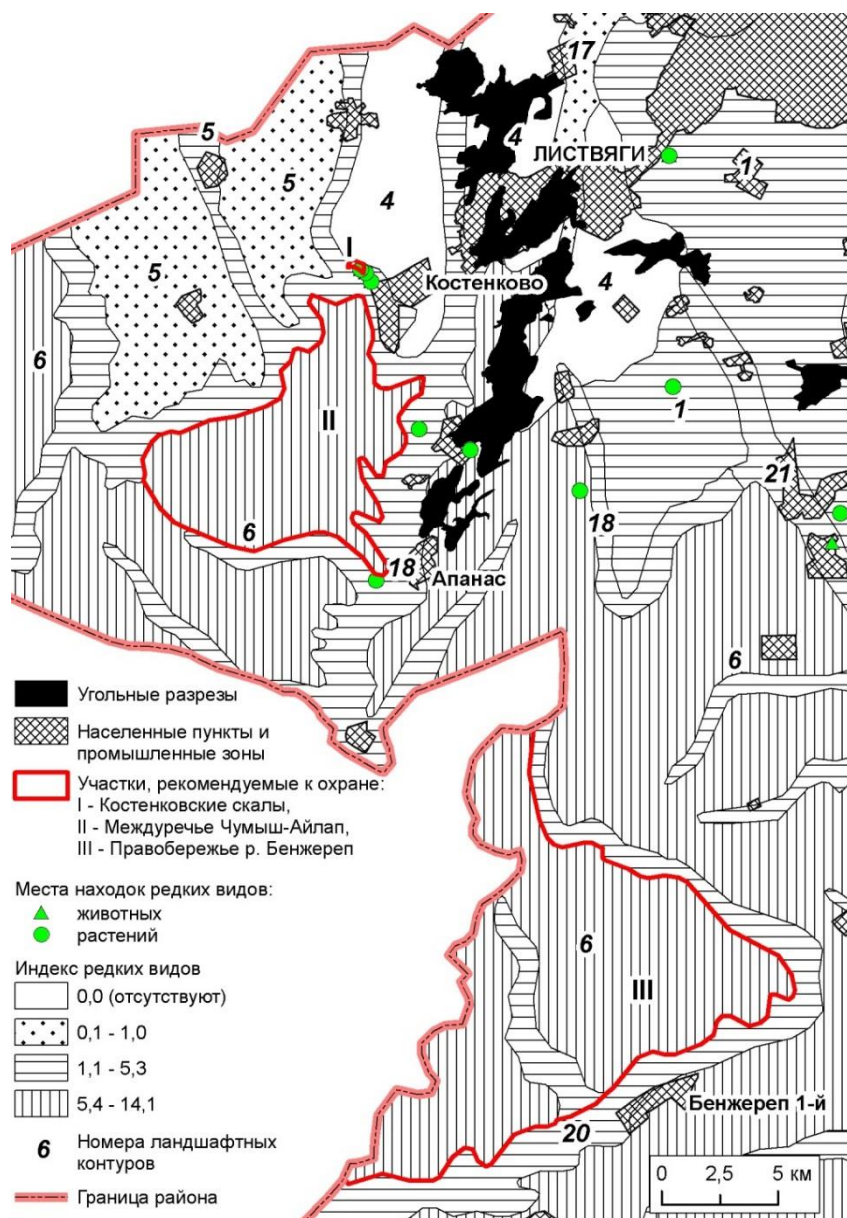 17
5
4
ЛИСТВЯГИ
1
5
4
I
5
Костенково
4
6
II
1
21
6
18
18
Апанас
6
Угольные разрезы
Населенные пункты и
промышленные зоны
Участки, рекомендуемые к охране:
I - Костенковские скалы,
II - Междуречье Чумыш-Айлап,
III - Правобережье р. Бенжереп
Места находок редких видов:
животных
растений
6
III
Индекс редких видов
0,0 (отсутствуют)
0,1 - 1,0
1,1 - 5,3
5,4 - 14,1
Бенжереп 1-й
20
6 Номера ландшафтных
контуров
Граница района
0 2,5 5 км